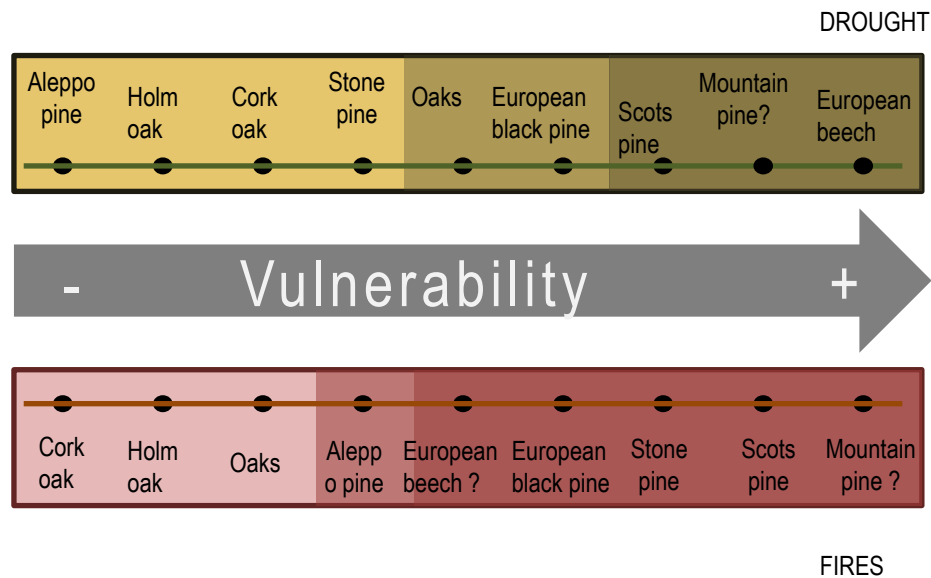 DROUGHT
Aleppo
pine
Holm
oak
Cork
oak
Stone
pine
Oaks
European
black pine
Scots
pine
Mountain
pine?
European
beech
- Vulnerability +
Cork
oak
Holm
oak
Oaks
Alepp
o pine
European
beech ?
European
black pine
Stone
pine
Scots
pine
Mountain
pine ?
FIRES